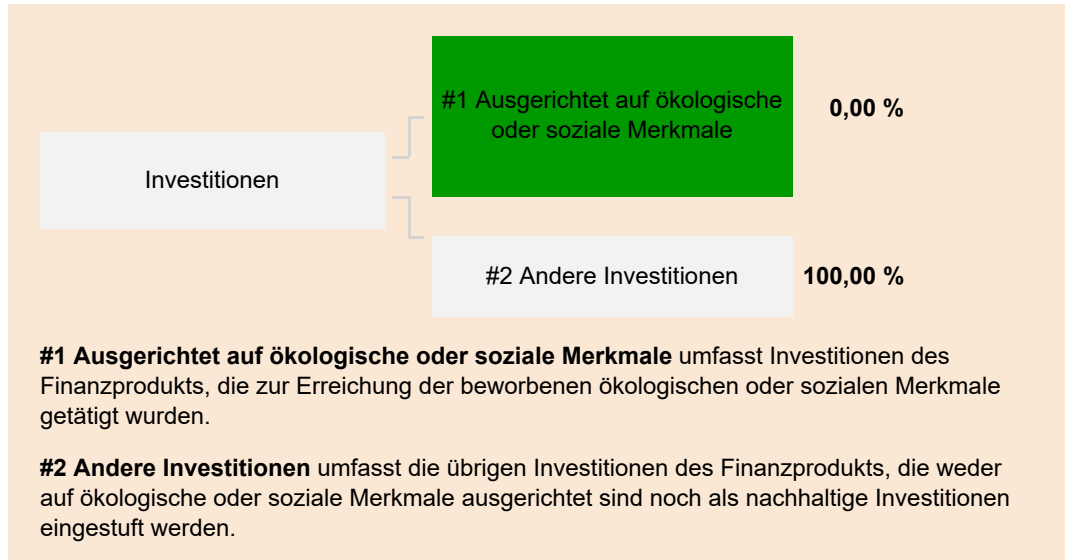 #1 Ausgerichtet auf ökologische
oder soziale Merkmale
0,00 %
Investitionen
#2 Andere Investitionen
100,00 %
#1 Ausgerichtet auf ökologische oder soziale Merkmale umfasst Investitionen des
Finanzprodukts, die zur Erreichung der beworbenen ökologischen oder sozialen Merkmale
getätigt wurden.
#2 Andere Investitionen umfasst die übrigen Investitionen des Finanzprodukts, die weder
auf ökologische oder soziale Merkmale ausgerichtet sind noch als nachhaltige Investitionen
eingestuft werden.